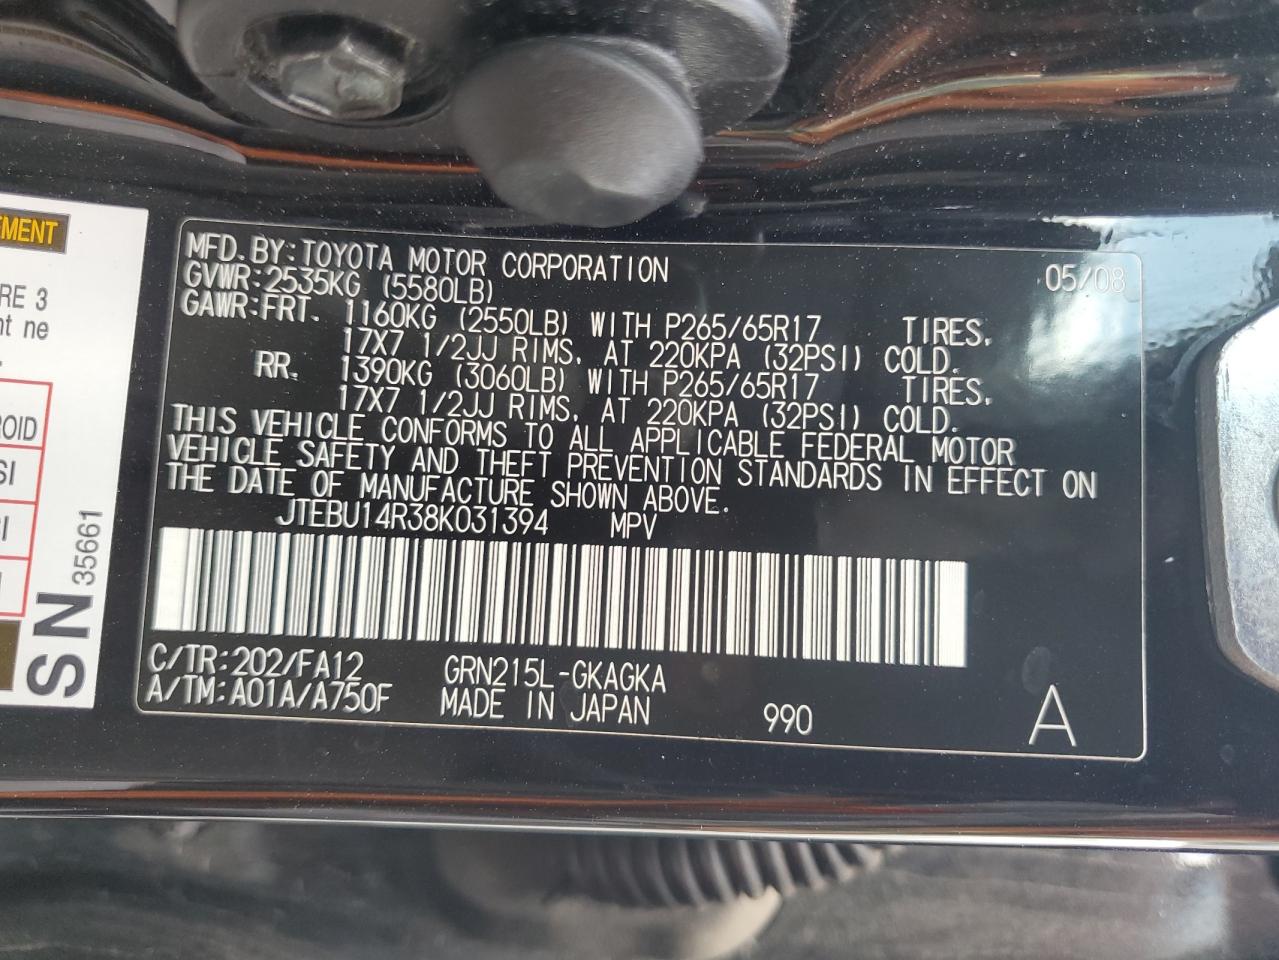 EMENT
RE 3
nt ne
ROID
SI
SN 35661
MFD. BY: TOYOTA MOTOR CORPORATION 05/08
GVWR: 2535KG (5580LB)
GAWR: FRT. 1160KG (2550LB) WITH P265/65R17 TIRES,
17X7 1/2JJ RIMS, AT 220KPA (32PSI) COLD.
RR. 1390KG (3060LB) WITH P265/65R17 TIRES,
17X7 1/2JJ RIMS, AT 220KPA (32PSI) COLD.
THIS VEHICLE CONFORMS TO ALL APPLICABLE FEDERAL MOTOR
VEHICLE SAFETY AND THEFT PREVENTION STANDARDS IN EFFECT ON
THE DATE OF MANUFACTURE SHOWN ABOVE.
JTEBU14R38K031394 MPV
C/TR: 202/FA12 GRN215L-GKAGKA
A/TM: A01A/A750F MADE IN JAPAN 990 A